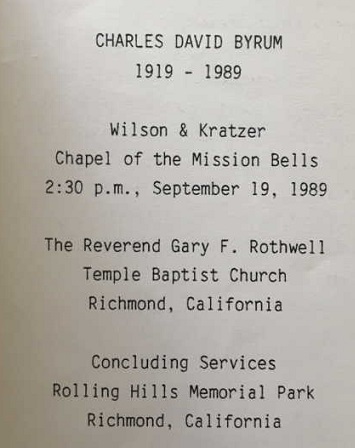 CHARLES DAVID BYRUM
1919 - 1989
Wilson & Kratzer
Chapel of the Mission Bells
2:30 p.m., September 19, 1989
The Reverend Gary F. Rothwell
Temple Baptist Church
Richmond, California
Concluding Services
Rolling Hills Memorial Park
Richmond, California